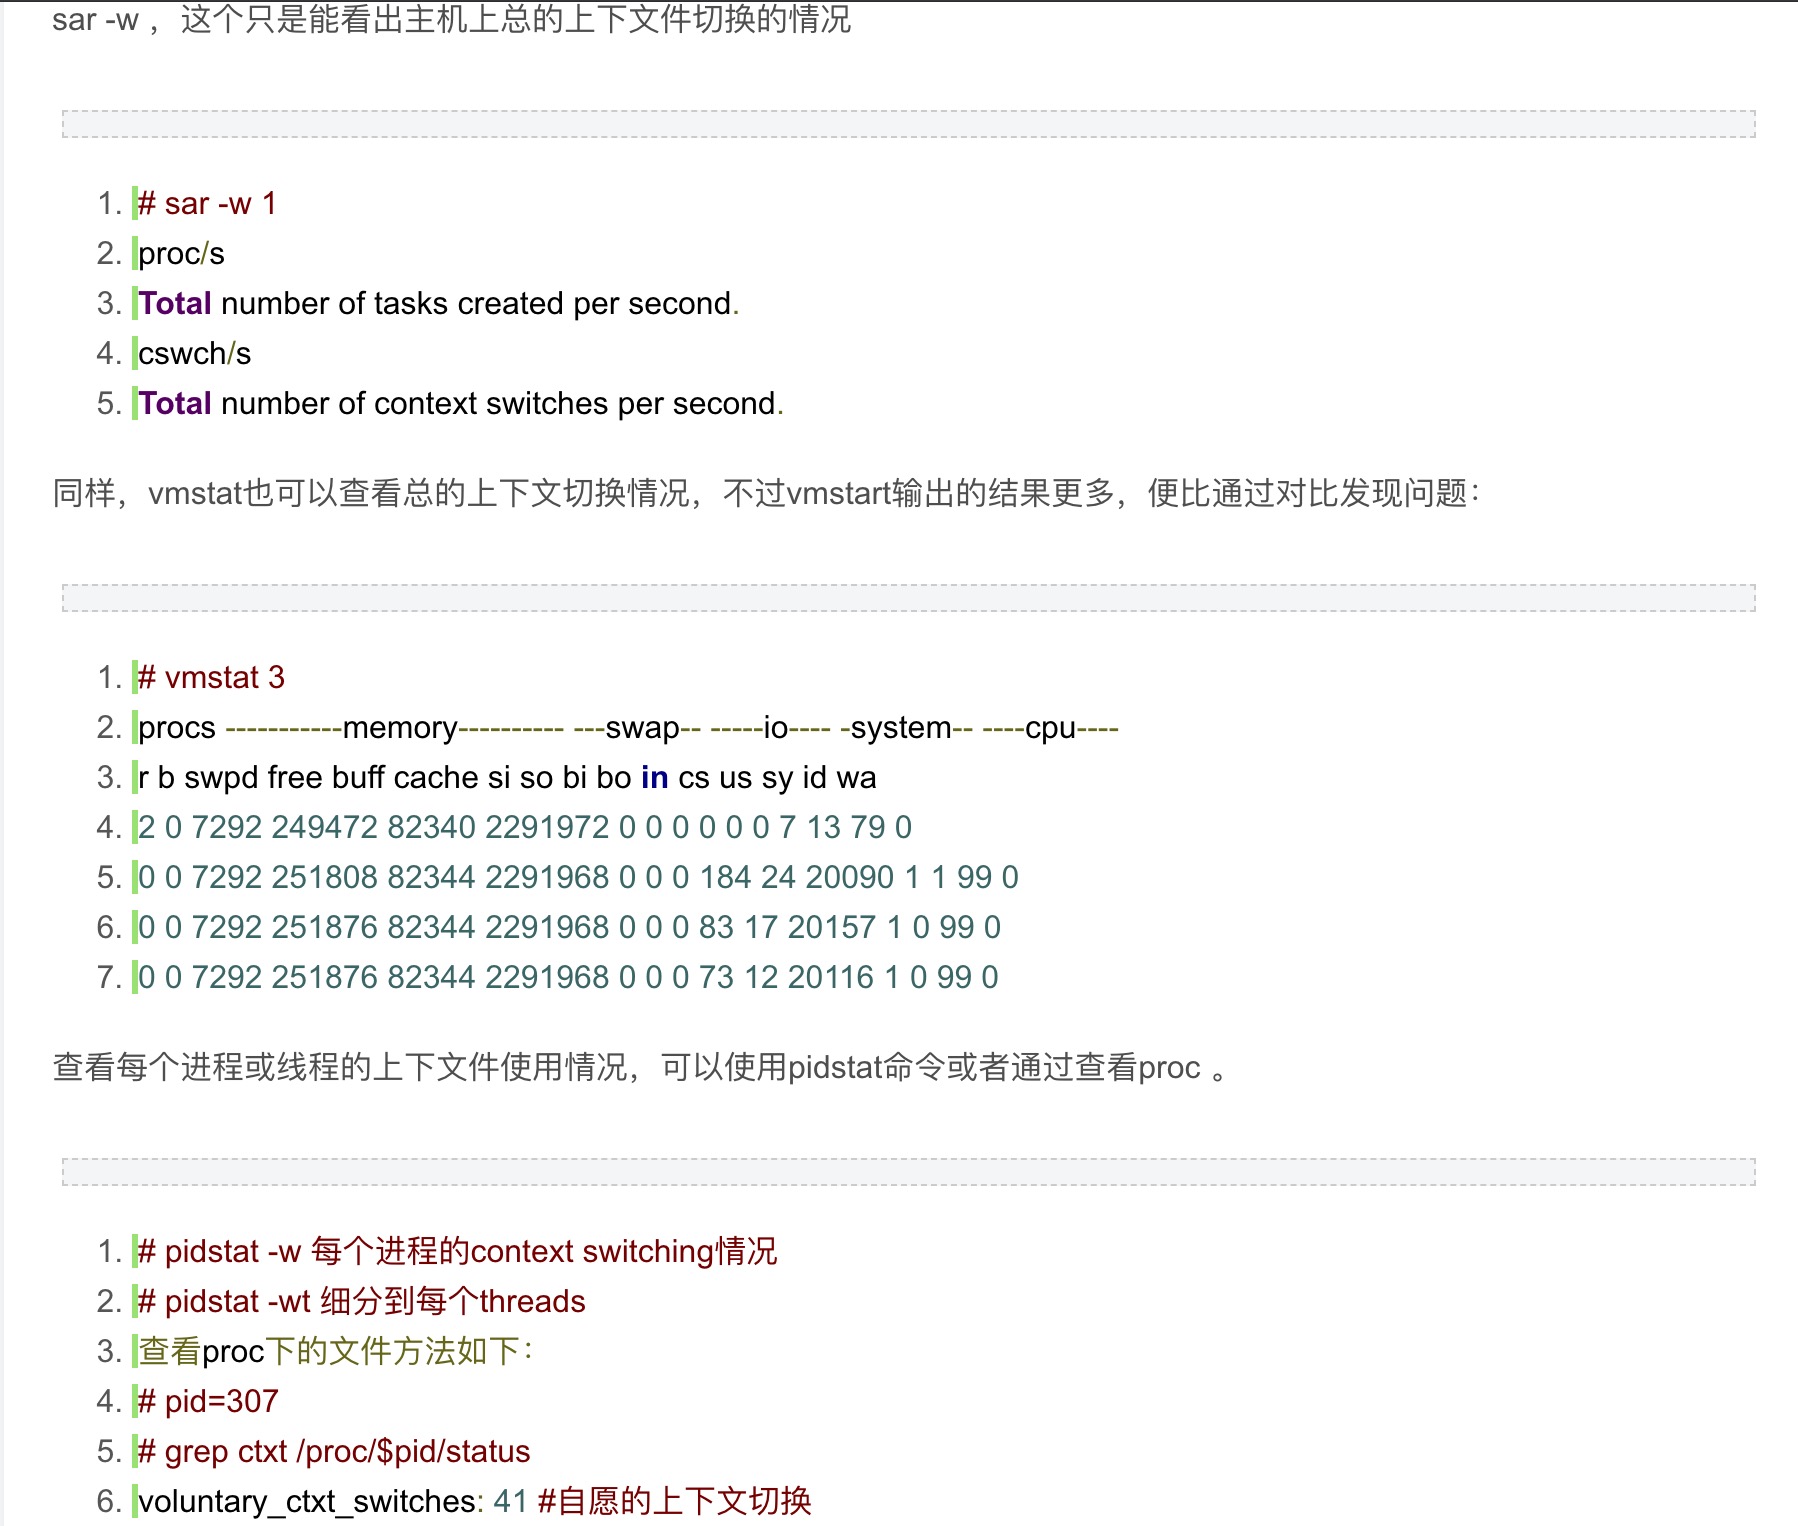 sar -w ，这个只是能看出主机上总的上下文件切换的情况
1. # sar -w 1
2. proc/s
3. Total number of tasks created per second.
4. cswch/s
5. Total number of context switches per second.
同样，vmstat也可以查看总的上下文切换情况，不过vmstart输出的结果更多，便比通过对比发现问题：
1. # vmstat 3
2. procs -----------memory---------- ---swap-- -----io---- -system-- ----cpu----
3. r b swpd free buff cache si so bi bo in cs us sy id wa
4. 2 0 7292 249472 82340 2291972 0 0 0 0 0 0 7 13 79 0
5. 0 0 7292 251808 82344 2291968 0 0 0 184 24 20090 1 1 99 0
6. 0 0 7292 251876 82344 2291968 0 0 0 83 17 20157 1 0 99 0
7. 0 0 7292 251876 82344 2291968 0 0 0 73 12 20116 1 0 99 0
查看每个进程或线程的上下文件使用情况，可以使用pidstat命令或者通过查看proc 。
1. # pidstat -w 每个进程的context switching情况
2. # pidstat -wt 细分到每个threads
3. 查看proc下的文件方法如下：
4. # pid=307
5. # grep ctxt /proc/$pid/status
6. voluntary_ctxt_switches: 41 #自愿的上下文切换